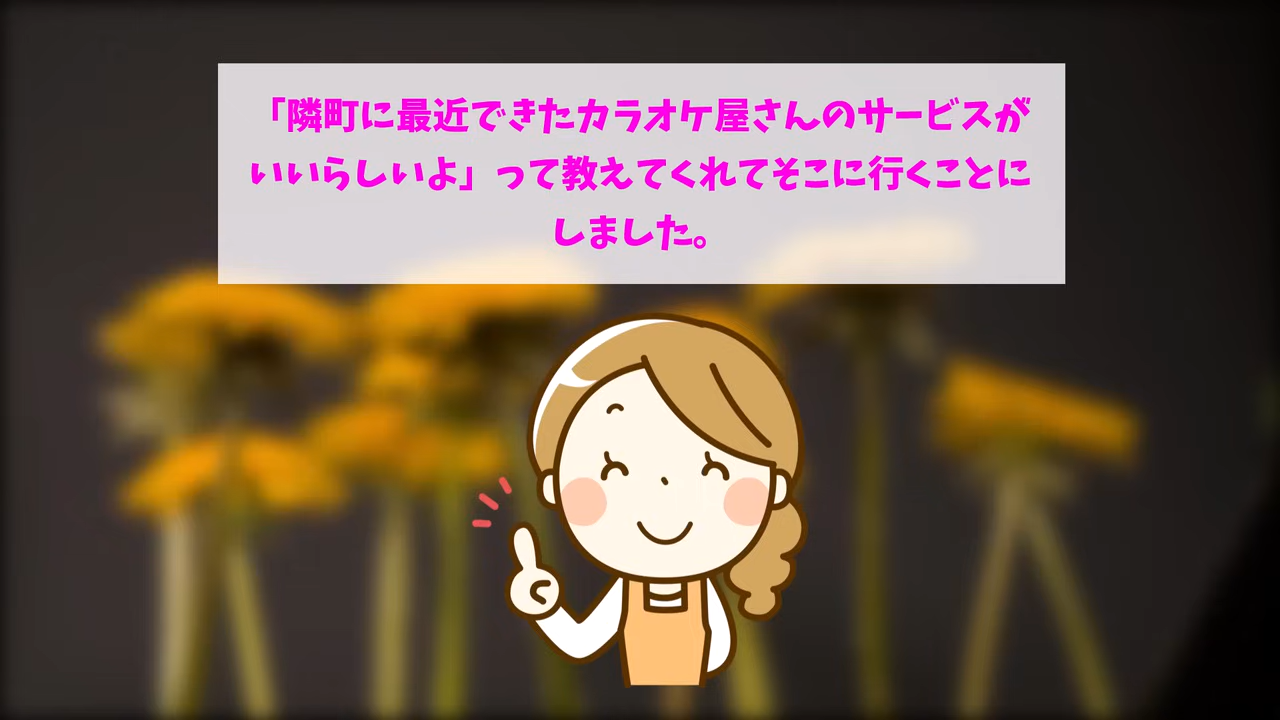 「隣町に最近できたカラオケ屋さんのサービスが
いいらしいよ」って教えてくれてそこに行くことに
しました。